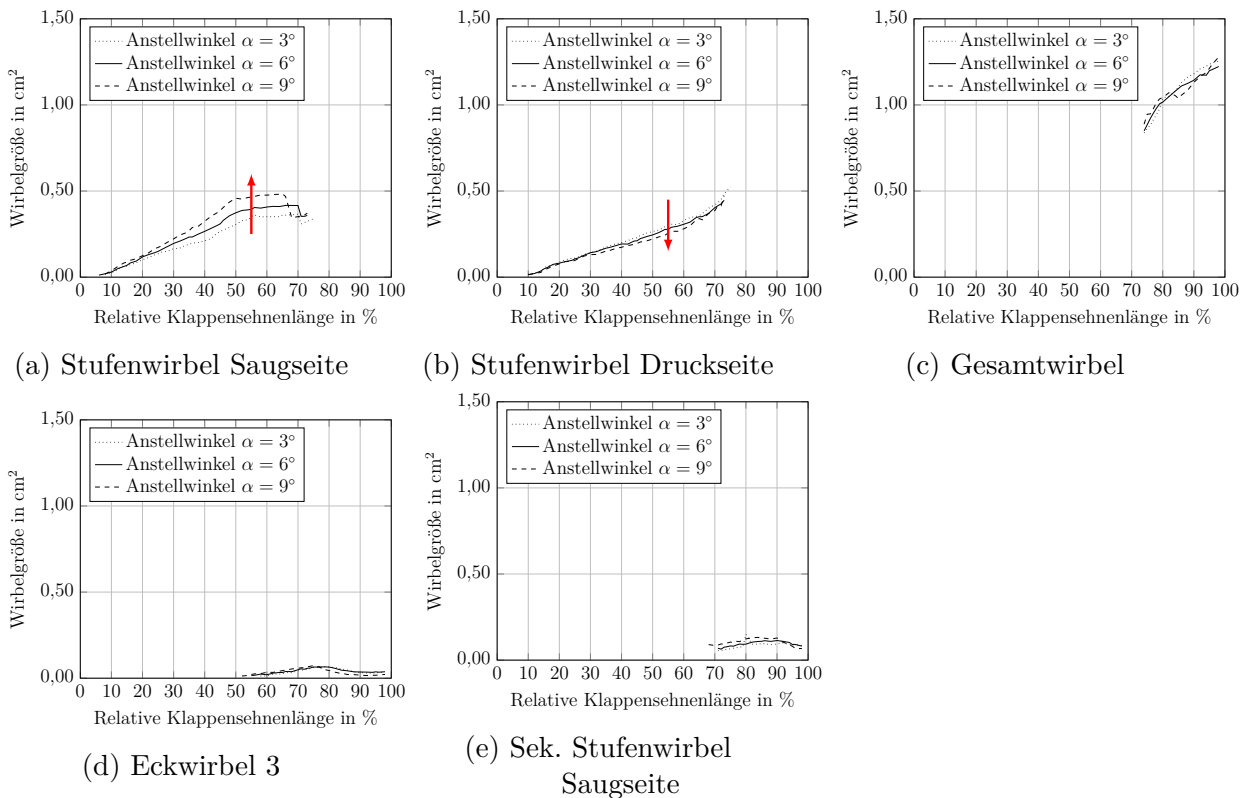 1,50
1,00
0,50
0,00
Wirbelgröße in cm²
Anstellwinkel α = 3°
Anstellwinkel α = 6°
Anstellwinkel α = 9°
0 10 20 30 40 50 60 70 80 90 100
Relative Klappensehnenlänge in %
(a) Stufenwirbel Saugseite
1,50
1,00
0,50
0,00
Wirbelgröße in cm²
Anstellwinkel α = 3°
Anstellwinkel α = 6°
Anstellwinkel α = 9°
0 10 20 30 40 50 60 70 80 90 100
Relative Klappensehnenlänge in %
(b) Stufenwirbel Druckseite
1,50
1,00
0,50
0,00
Wirbelgröße in cm²
Anstellwinkel α = 3°
Anstellwinkel α = 6°
Anstellwinkel α = 9°
0 10 20 30 40 50 60 70 80 90 100
Relative Klappensehnenlänge in %
(c) Gesamtwirbel
1,50
1,00
0,50
0,00
Wirbelgröße in cm²
Anstellwinkel α = 3°
Anstellwinkel α = 6°
Anstellwinkel α = 9°
0 10 20 30 40 50 60 70 80 90 100
Relative Klappensehnenlänge in %
(d) Eckwirbel 3
1,50
1,00
0,50
0,00
Wirbelgröße in cm²
Anstellwinkel α = 3°
Anstellwinkel α = 6°
Anstellwinkel α = 9°
0 10 20 30 40 50 60 70 80 90 100
Relative Klappensehnenlänge in %
(e) Sek. Stufenwirbel
Saugseite